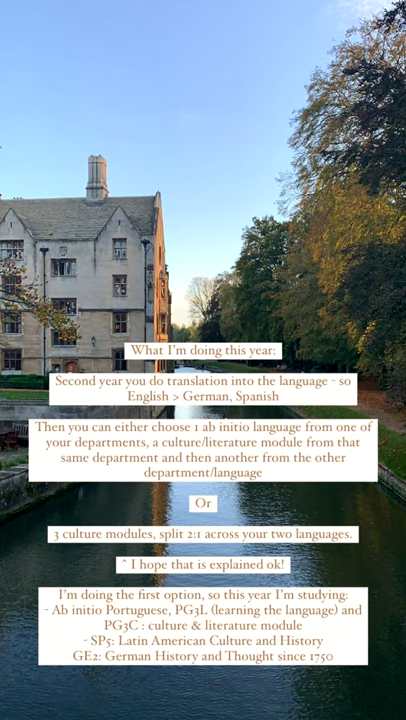 What I'm doing this year:
Second year you do translation into the language - so
English > German, Spanish
Then you can either choose 1 ab initio language from one of
your departments, a culture/literature module from that
same department and then another from the other
department/language
Or
3 culture modules, split 2:1 across your two languages.
^ I hope that is explained ok!
I'm doing the first option, so this year I'm studying:
- Ab initio Portuguese, PG3L (learning the language) and
PG3C : culture & literature module
- SP5: Latin American Culture and History
GE2: German History and Thought since 1750